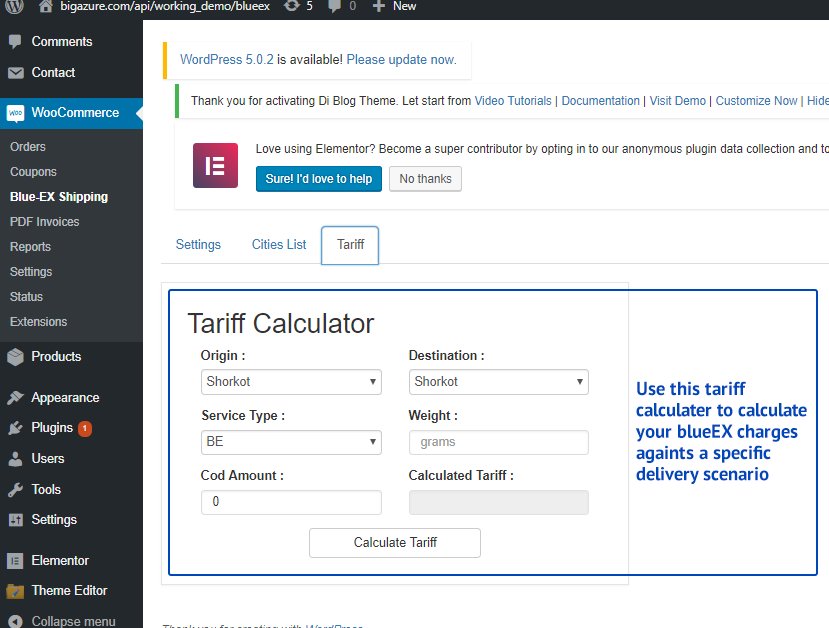 bigazure.com/api/working_demo/blueex 5 0 New
Comments
Contact
WooCommerce
Orders
Coupons
Blue-EX Shipping
PDF Invoices
Reports
Settings
Status
Extensions
Products
Appearance
Plugins 1
Users
Tools
Settings
Elementor
Theme Editor
Collapse menu
WordPress 5.0.2 is available! Please update now.
Thank you for activating Di Blog Theme. Let start from Video Tutorials | Documentation | Visit Demo | Customize Now | Hide
Love using Elementor? Become a super contributor by opting in to our anonymous plugin data collection and to
Sure! I'd love to help No thanks
Settings Cities List Tariff
Tariff Calculator
Origin : Destination :
Shorkot Shorkot
Service Type : Weight :
BE grams
Cod Amount : Calculated Tariff :
0
Calculate Tariff
Use this tariff
calculater to calculate
your blueEX charges
againts a specific
delivery scenario
Thank you for creating with WordPress.